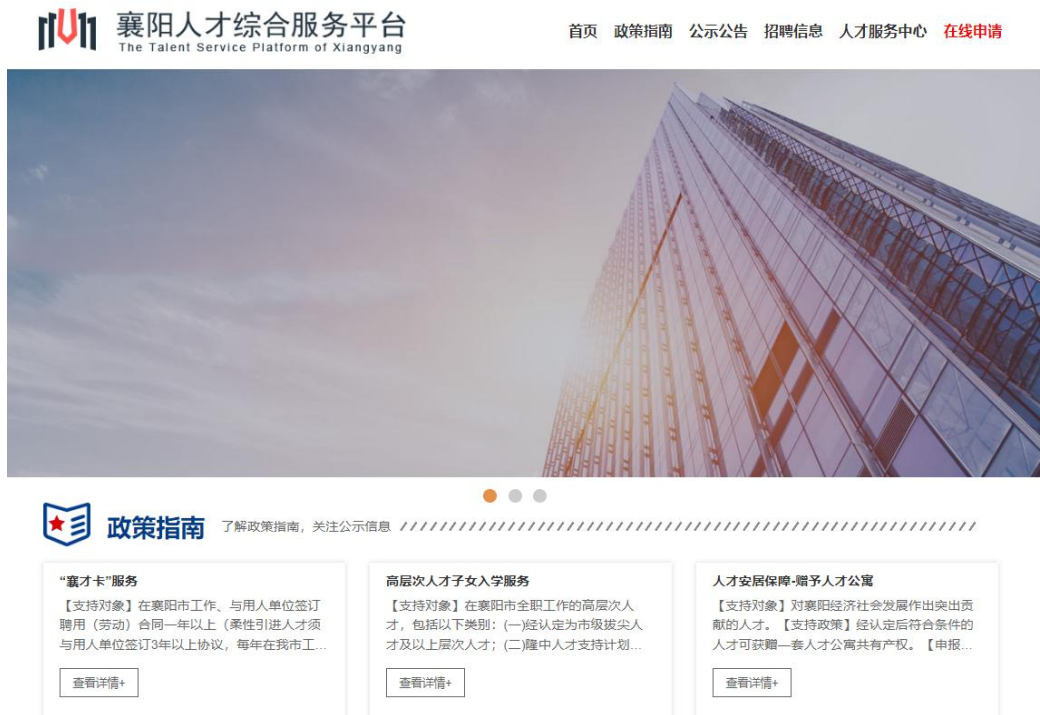 襄阳人才综合服务平台
The Talent Service Platform of Xiangyang
首页 政策指南 公示公告 招聘信息 人才服务中心 在线申请
政策指南 了解政策指南，关注公示信息
“襄才卡”服务
【支持对象】在襄阳市工作、与用人单位签订
聘用（劳动）合同一年以上（柔性引进人才须
与用人单位签订3年以上协议，每年在我市工...
查看详情+
高层次人才子女入学服务
【支持对象】在襄阳市全职工作的高层次人
才，包括以下类别：(一)经认定为市级拔尖人
才及以上层次人才；(二)隆中人才支持计划...
查看详情+
人才安居保障-赠予人才公寓
【支持对象】对襄阳经济社会发展作出突出贡
献的人才。【支持政策】经认定后符合条件的
人才可获赠一套人才公寓共有产权。【申报...
查看详情+